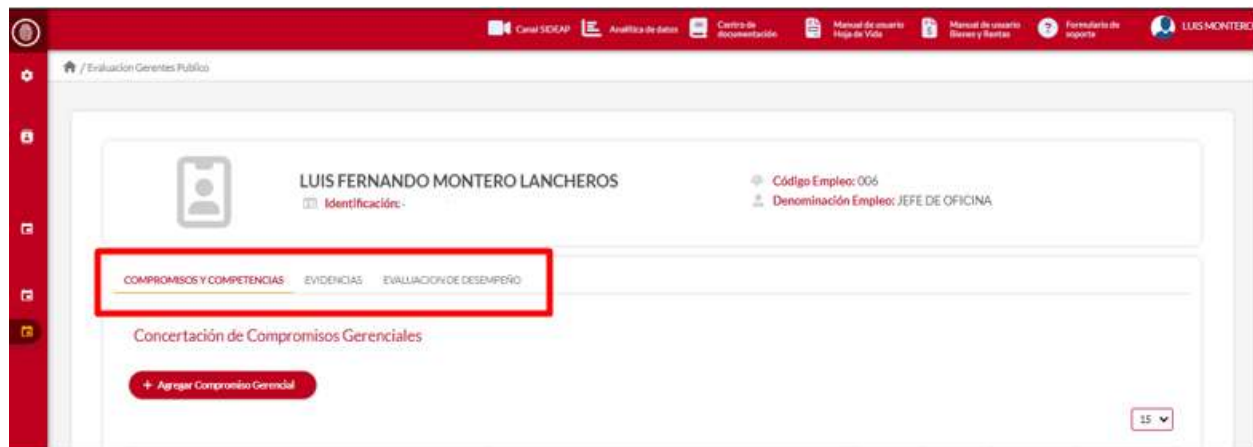 Canal SIDEAP
Analítica de datos
Centro de
documentación
Manual de usuario
Hoja de Vida
Manual de usuario
Bienes y Rentas
Formulario de
soporte
LUIS MONTERO
/ Evaluacion Gerentes Publico
LUIS FERNANDO MONTERO LANCHEROS
Identificación: -
Código Empleo: 006
Denominación Empleo: JEFE DE OFICINA
COMPROMISOS Y COMPETENCIAS
EVIDENCIAS
EVALUACION DE DESEMPEÑO
Concertación de Compromisos Gerenciales
+ Agregar Compromiso Gerencial
15